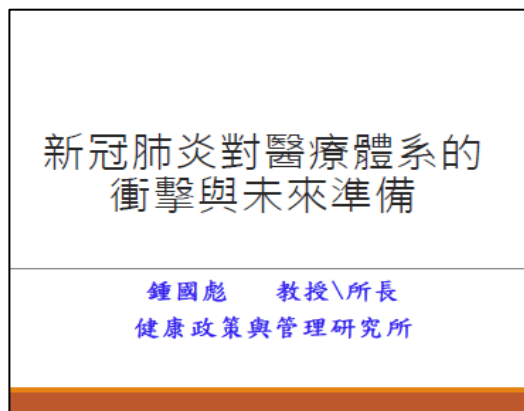 新冠肺炎對醫療體系的
衝擊與未來準備
鍾國彪 教授\所長
健康政策與管理研究所